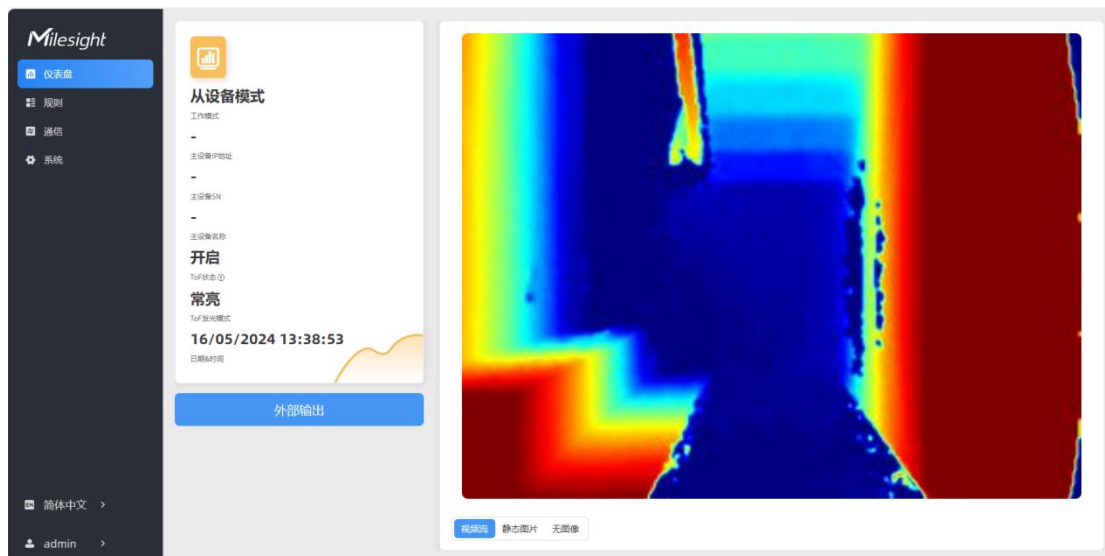 Milesight
仪表盘
规则
通信
系统
简体中文
admin
从设备模式
工作模式
-
主设备IP地址
-
主设备SN
-
主设备名称
开启
ToF状态
常亮
ToF发光模式
16/05/2024 13:38:53
日期&时间
外部输出
视频流 静态图片 无图像